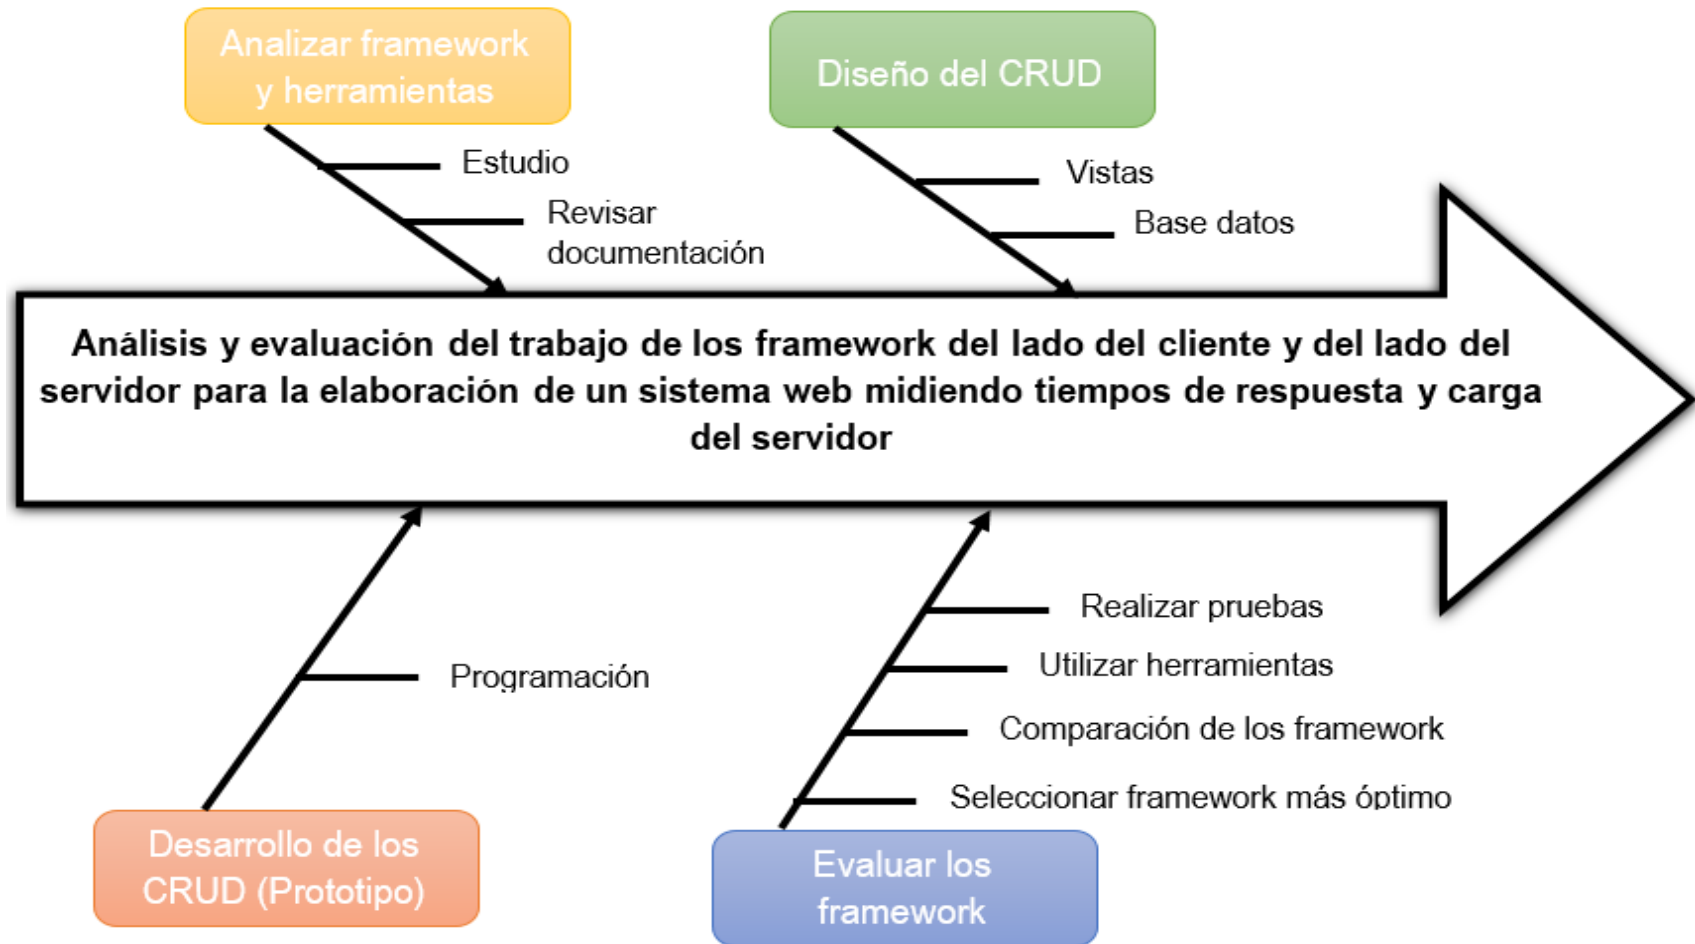 Analizar framework
y herramientas
Diseño del CRUD
Estudio
Revisar
documentación
Vistas
Base datos
Análisis y evaluación del trabajo de los framework del lado del cliente y del lado del
servidor para la elaboración de un sistema web midiendo tiempos de respuesta y carga
del servidor
Realizar pruebas
Utilizar herramientas
Programación
Comparación de los framework
Seleccionar framework más óptimo
Desarrollo de los
CRUD (Prototipo)
Evaluar los
framework